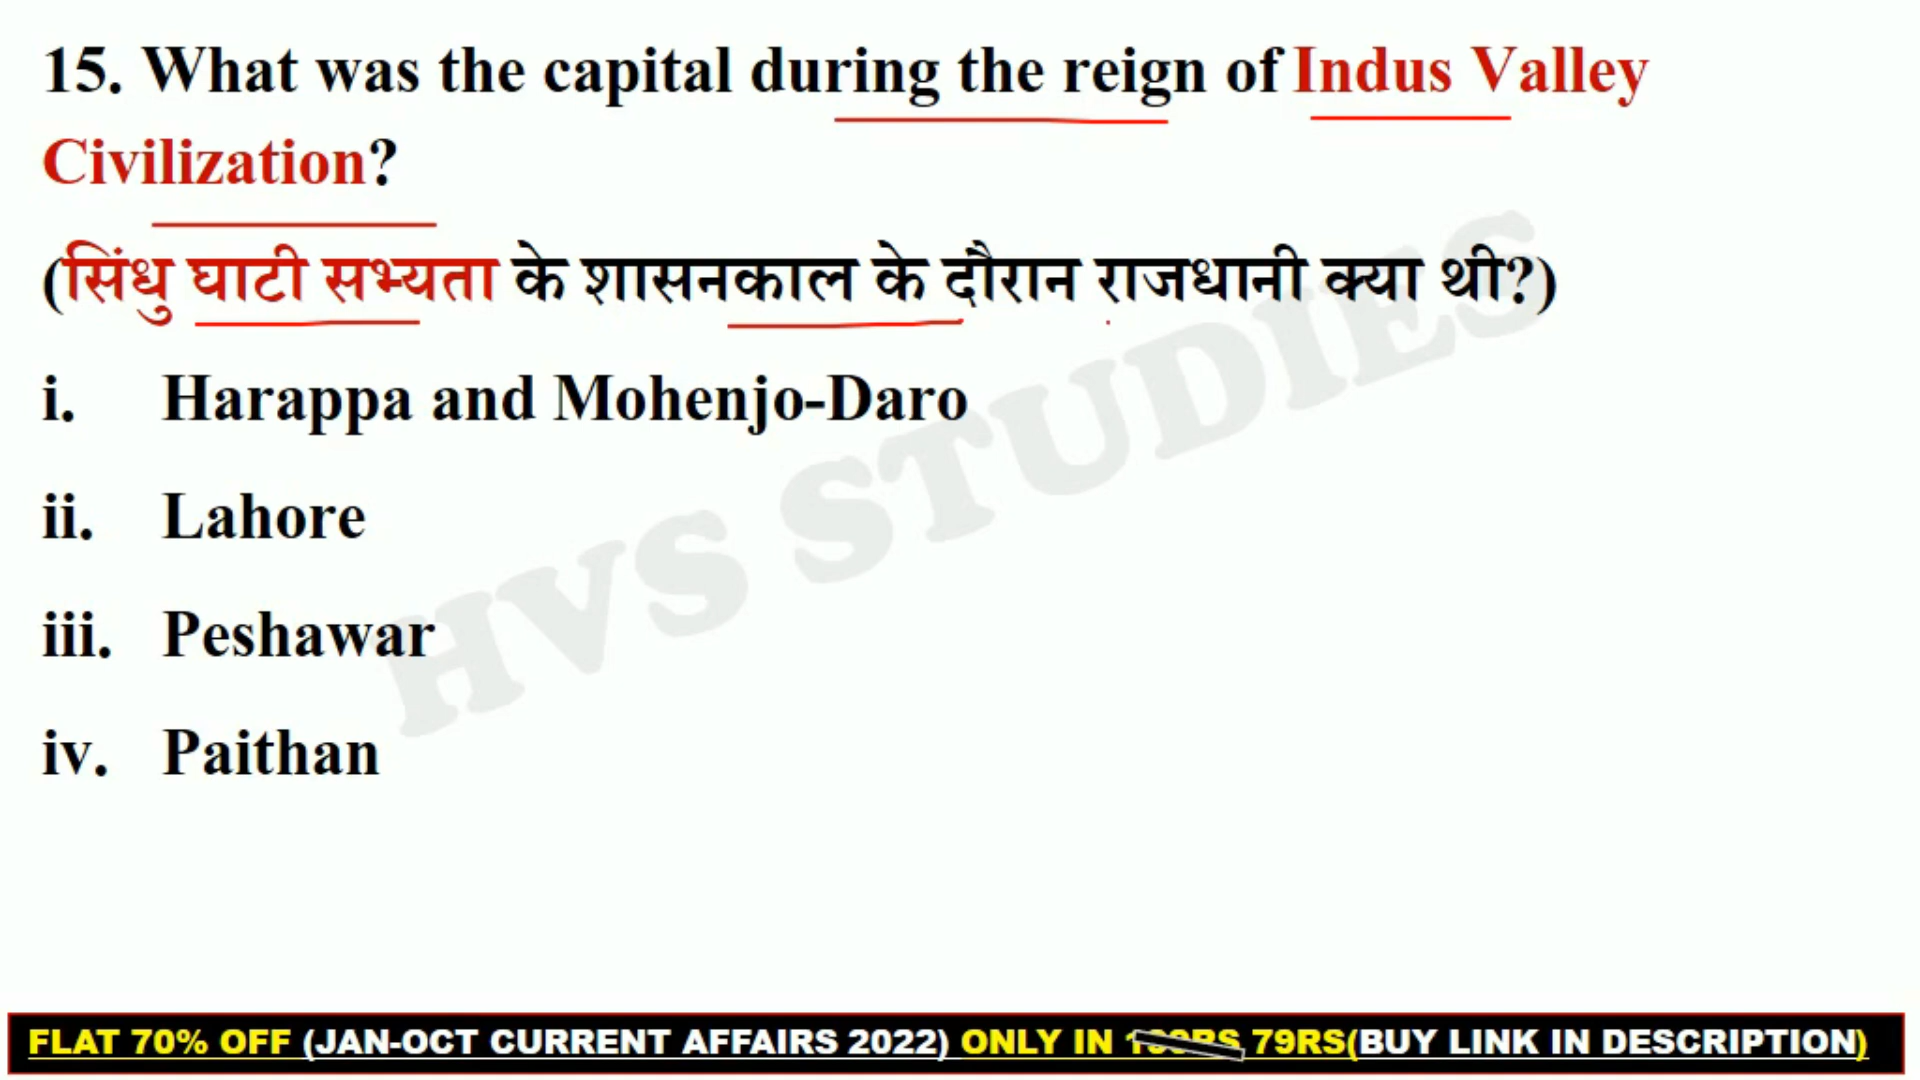 15. What was the capital during the reign of Indus Valley
Civilization?
(सिंधु घाटी सभ्यता के शासनकाल के दौरान राजधानी क्या थी?)
i. Harappa and Mohenjo-Daro
ii. Lahore
iii. Peshawar
iv. Paithan
HVS STUDIES
FLAT 70% OFF (JAN-OCT CURRENT AFFAIRS 2022) ONLY IN 79RS(BUY LINK IN DESCRIPTION)